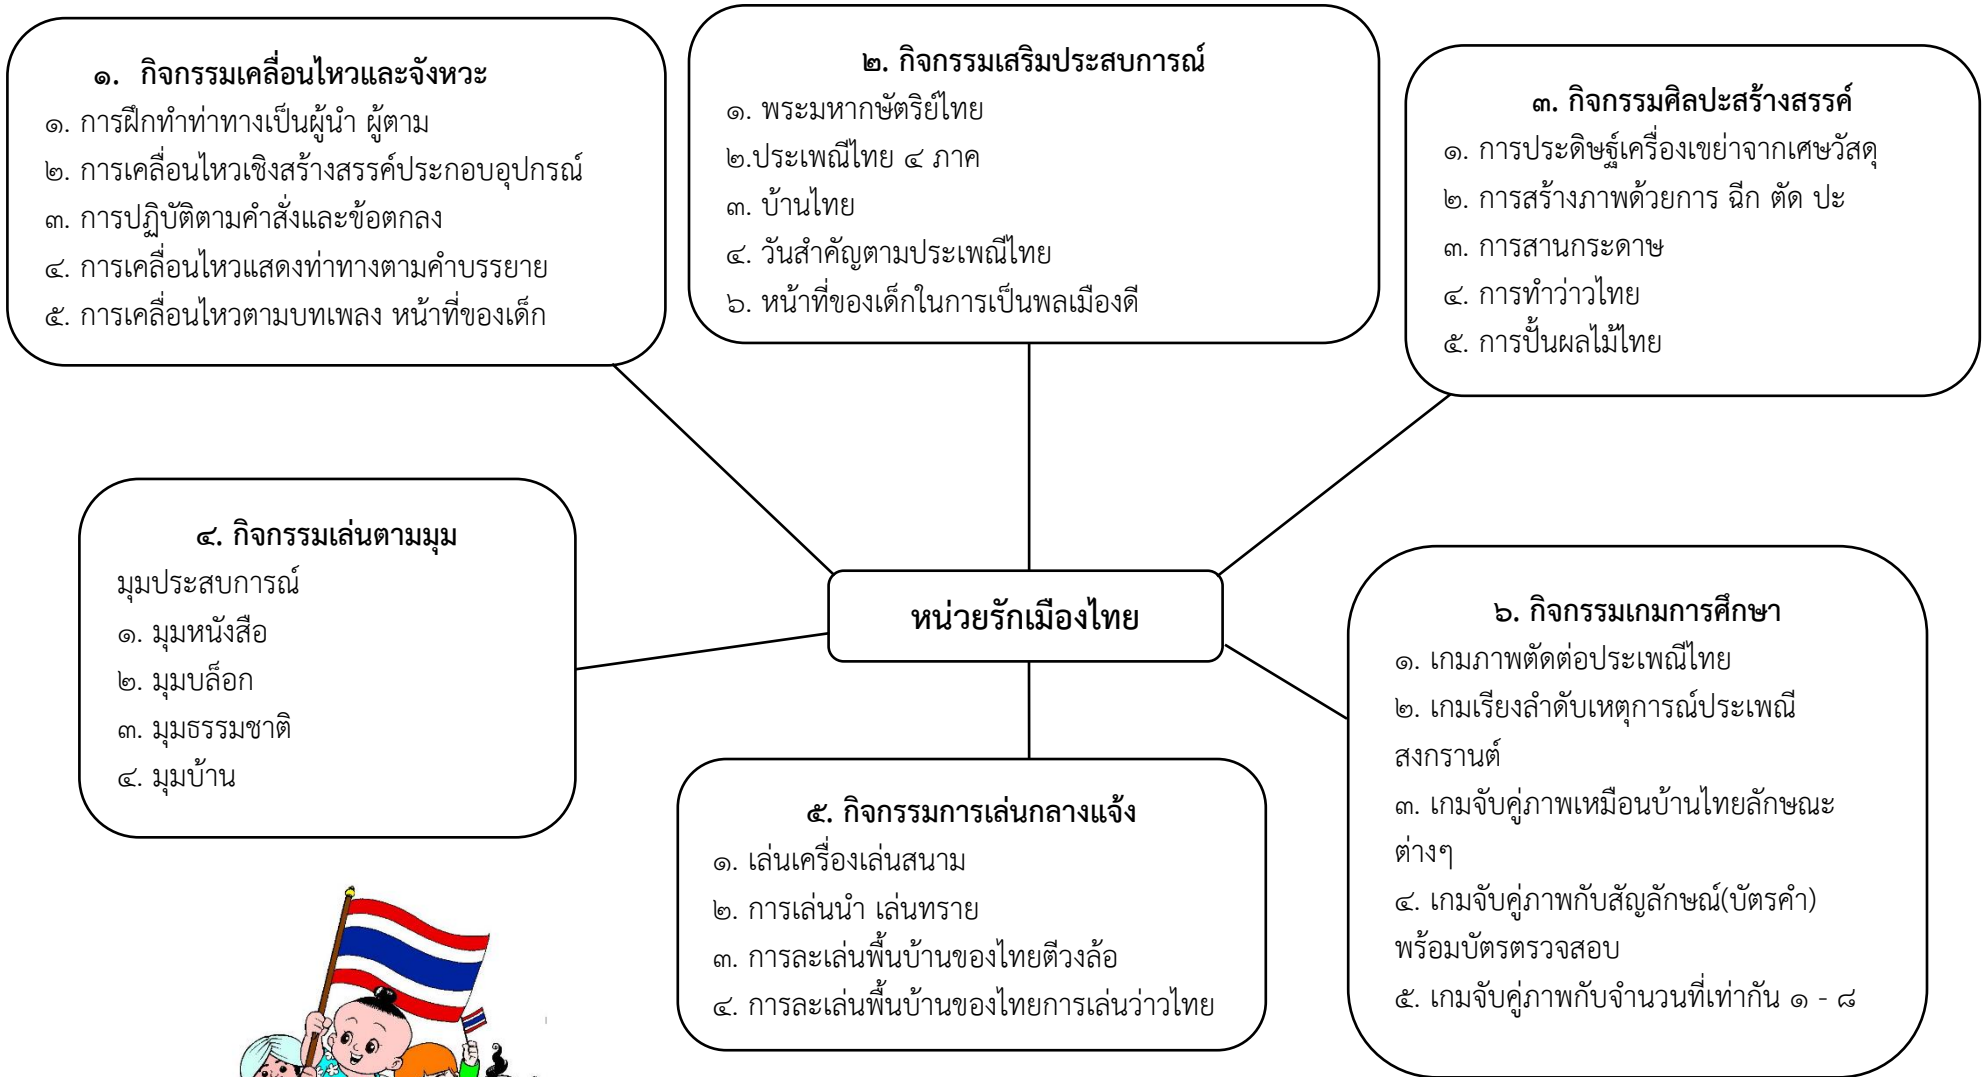 ๑. กิจกรรมเคลื่อนไหวและจังหวะ
๑. การฝึกทำท่าทางเป็นผู้นำ ผู้ตาม
๒. การเคลื่อนไหวเชิงสร้างสรรค์ประกอบอุปกรณ์
๓. การปฏิบัติตามคำสั่งและข้อตกลง
๔. การเคลื่อนไหวแสดงท่าทางตามคำบรรยาย
๕. การเคลื่อนไหวตามบทเพลง หน้าที่ของเด็ก
๒. กิจกรรมเสริมประสบการณ์
๑. พระมหากษัตริย์ไทย
๒.ประเพณีไทย ๔ ภาค
๓. บ้านไทย
๔. วันสำคัญตามประเพณีไทย
๖. หน้าที่ของเด็กในการเป็นพลเมืองดี
๓. กิจกรรมศิลปะสร้างสรรค์
๑. การประดิษฐ์เครื่องเขย่าจากเศษวัสดุ
๒. การสร้างภาพด้วยการ ฉีก ตัด ปะ
๓. การสานกระดาษ
๔. การทำว่าวไทย
๕. การปั้นผลไม้ไทย
๔. กิจกรรมเล่นตามมุม
มุมประสบการณ์
๑. มุมหนังสือ
๒. มุมบล็อก
๓. มุมธรรมชาติ
๔. มุมบ้าน
หน่วยรักเมืองไทย
๕. กิจกรรมการเล่นกลางแจ้ง
๑. เล่นเครื่องเล่นสนาม
๒. การเล่นนำ เล่นทราย
๓. การละเล่นพื้นบ้านของไทยตีวงล้อ
๔. การละเล่นพื้นบ้านของไทยการเล่นว่าวไทย
๖. กิจกรรมเกมการศึกษา
๑. เกมภาพตัดต่อประเพณีไทย
๒. เกมเรียงลำดับเหตุการณ์ประเพณี
สงกรานต์
๓. เกมจับคู่ภาพเหมือนบ้านไทยลักษณะ
ต่างๆ
๔. เกมจับคู่ภาพกับสัญลักษณ์(บัตรคำ)
พร้อมบัตรตรวจสอบ
๕. เกมจับคู่ภาพกับจำนวนที่เท่ากัน ๑ - ๘